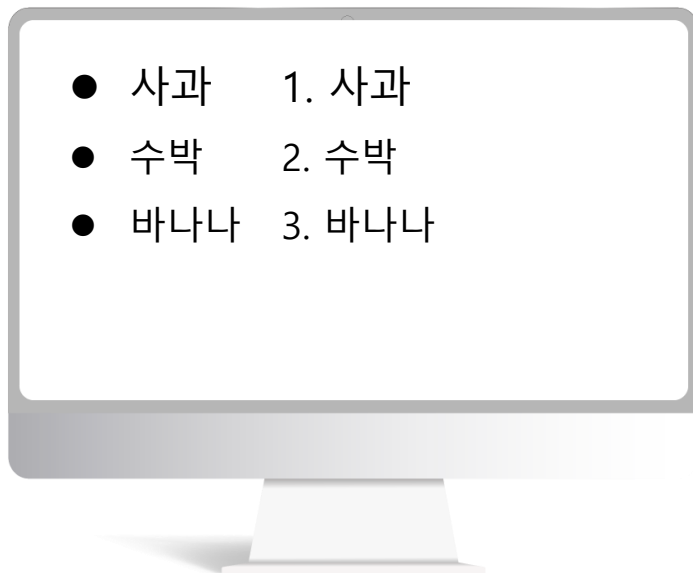 ● 사과 1. 사과
● 수박 2. 수박
● 바나나 3. 바나나